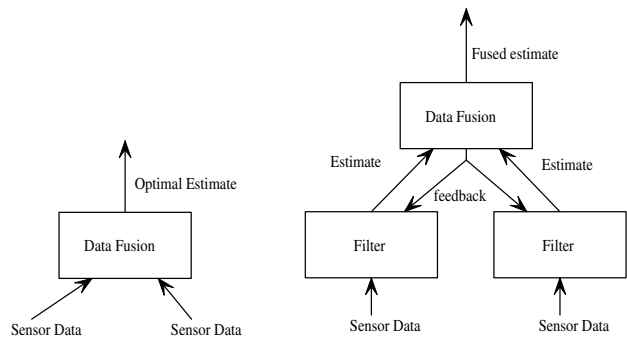 Optimal Estimate
Data Fusion
Sensor Data
Sensor Data
Fused estimate
Data Fusion
Estimate
Estimate
feedback
Filter
Filter
Sensor Data
Sensor Data